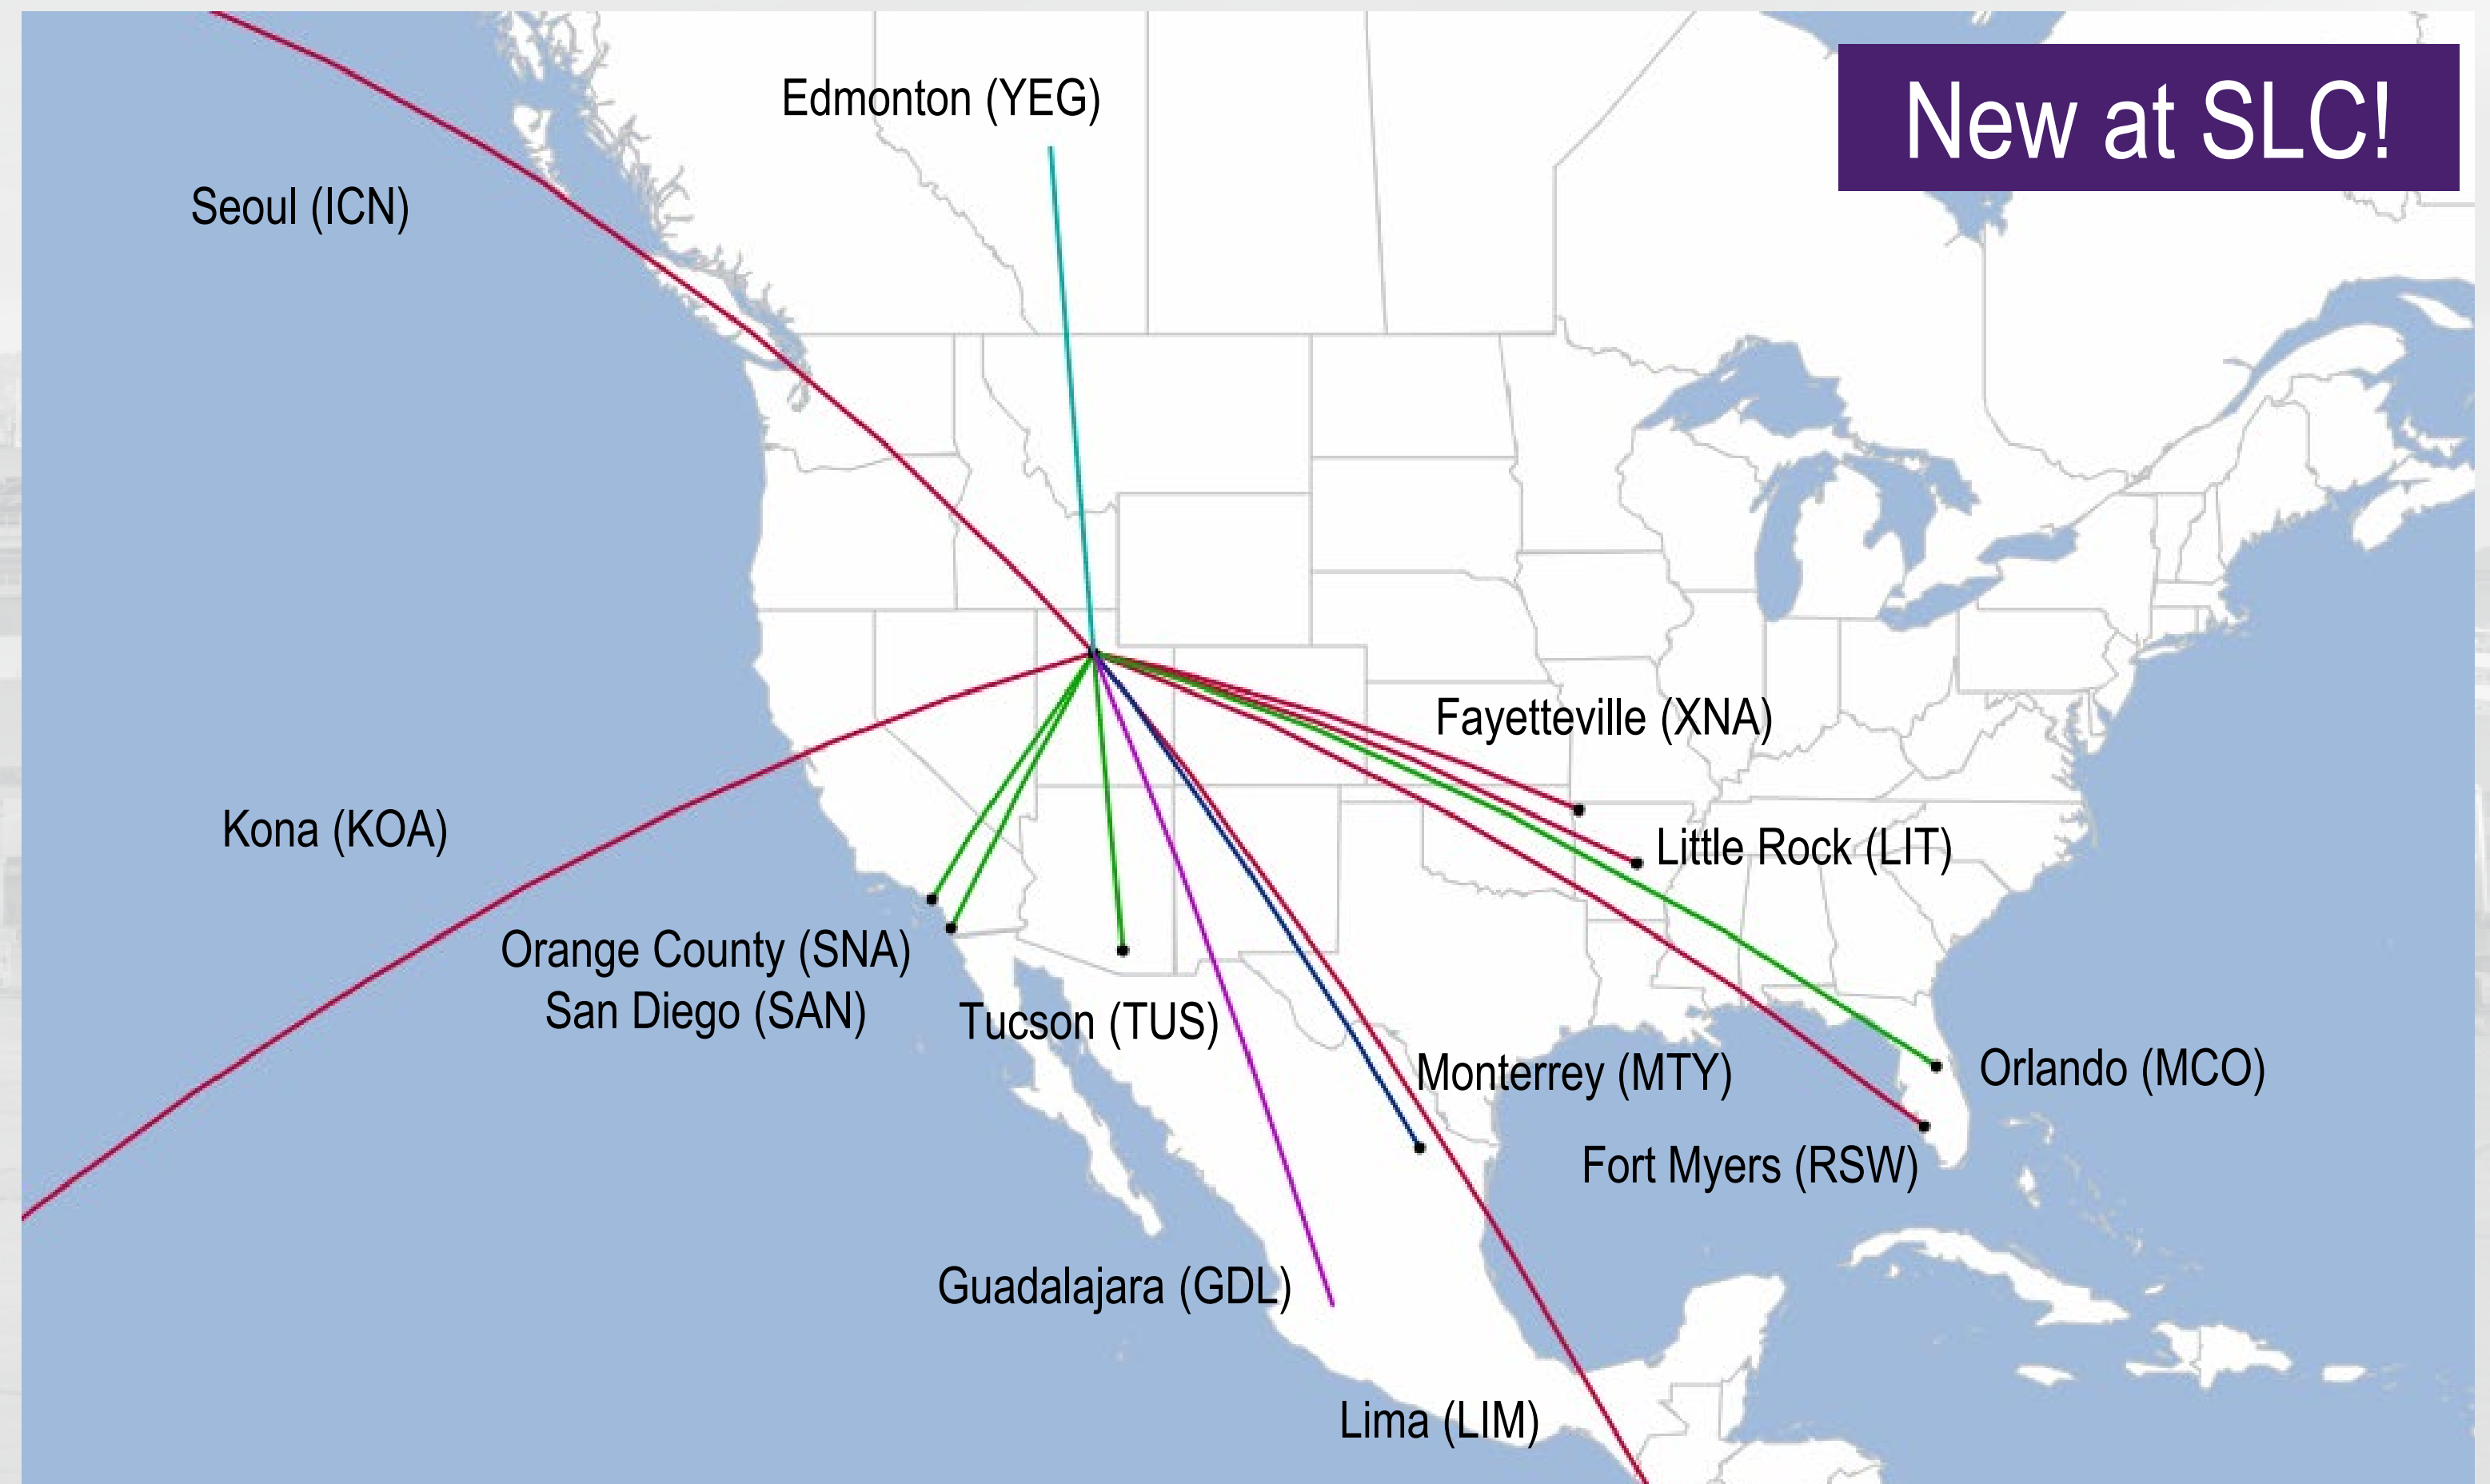 New at SLC!
Edmonton (YEG)
Seoul (ICN)
Fayetteville (XNA)
Kona (KOA)
Little Rock (LIT)
Orange County (SNA)
San Diego (SAN)
Tucson (TUS)
Monterrey (MTY)
Orlando (MCO)
Fort Myers (RSW)
Guadalajara (GDL)
Lima (LIM)